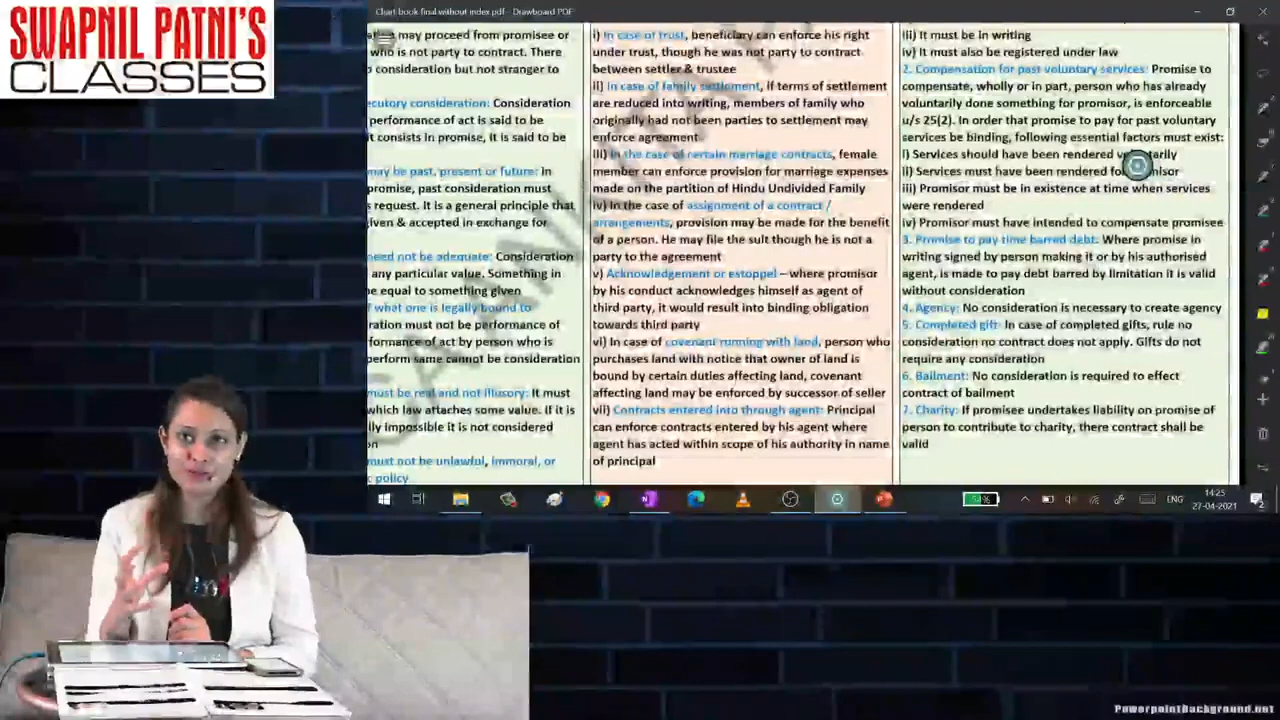 SWAPNIL PATNI'S
CLASSES
Chart book final without index pdf - Drawboard PDF
may proceed from promisee or
who is not party to contract. There
consideration but not stranger to
ecutory consideration: Consideration
performance of act is said to be
it consists in promise, it is said to be
may be past, present or future: In
promise, past consideration must
request. It is a general principle that
given & accepted in exchange for
need not be adequate: Consideration
any particular value. Something in
equal to something given
f what one is legally bound to
ration must not be performance of
formance of act by person who is
perform same cannot be consideration
must be real and not illusory: It must
which law attaches some value. If it is
lly impossible it is not considered
on
must not be unlawful, immoral, or
policy
i) In case of trust, beneficiary can enforce his right
under trust, though he was not party to contract
between settler & trustee
ii) In case of family settlement, if terms of settlement
are reduced into writing, members of family who
originally had not been parties to settlement may
enforce agreement
iii) In the case of certain marriage contracts, female
member can enforce provision for marriage expenses
made on the partition of Hindu Undivided Family
iv) In the case of assignment of a contract /
arrangements, provision may be made for the benefit
of a person. He may file the suit though he is not a
party to the agreement
v) Acknowledgement or estoppel – where promisor
by his conduct acknowledges himself as agent of
third party, it would result into binding obligation
towards third party
vi) In case of covenant running with land, person who
purchases land with notice that owner of land is
bound by certain duties affecting land, covenant
affecting land may be enforced by successor of seller
vii) Contracts entered into through agent: Principal
can enforce contracts entered by his agent where
agent has acted within scope of his authority in name
of principal
iii) It must be in writing
iv) It must also be registered under law
2. Compensation for past voluntary services: Promise to
compensate, wholly or in part, person who has already
voluntarily done something for promisor, is enforceable
u/s 25(2). In order that promise to pay for past voluntary
services be binding, following essential factors must exist:
i) Services should have been rendered
ii) Services must have been rendered
iii) Promisor must be in existence at time when services
were rendered
iv) Promisor must have intended to compensate promisee
3. Promise to pay time barred debt: Where promise in
writing signed by person making it or by his authorised
agent, is made to pay debt barred by limitation it is valid
without consideration
4. Agency: No consideration is necessary to create agency
5. Completed gift: In case of completed gifts, rule no
consideration no contract does not apply. Gifts do not
require any consideration
6. Bailment: No consideration is required to effect
contract of bailment
7. Charity: If promisee undertakes liability on promise of
person to contribute to charity, there contract shall be
valid
54%
ENG
14:25
27-04-2021
PowerpointBackground.net